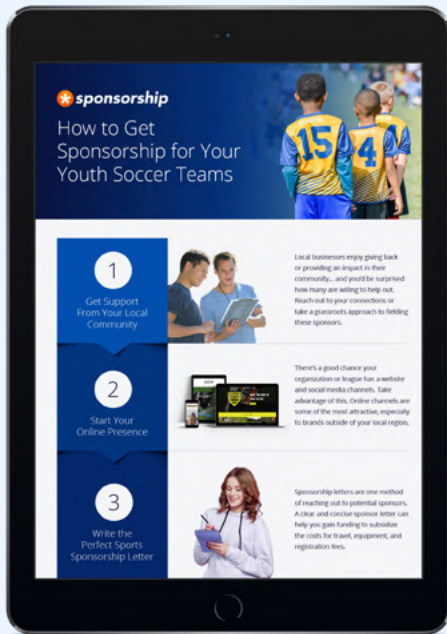 sponsorship
How to Get
Sponsorship for Your
Youth Soccer Teams
15
4
1
Get Support
From Your Local
Community
Local businesses enjoy giving back
or providing an impact in their
community... and you'd be surprised
how many are willing to help out.
Reach out to your connections or
take a grassroots approach to fielding
these sponsors.
2
Start Your
Online Presence
There's a good chance your
organization or league has a website
and social media channels. Take
advantage of this. Online channels are
some of the most attractive, especially
to brands outside of your local region.
3
Write the
Perfect Sports
Sponsorship Letter
Sponsorship letters are one method
of reaching out to potential sponsors.
A clear and concise sponsor letter can
help you gain funding to subsidize
the costs for travel, equipment, and
registration fees.